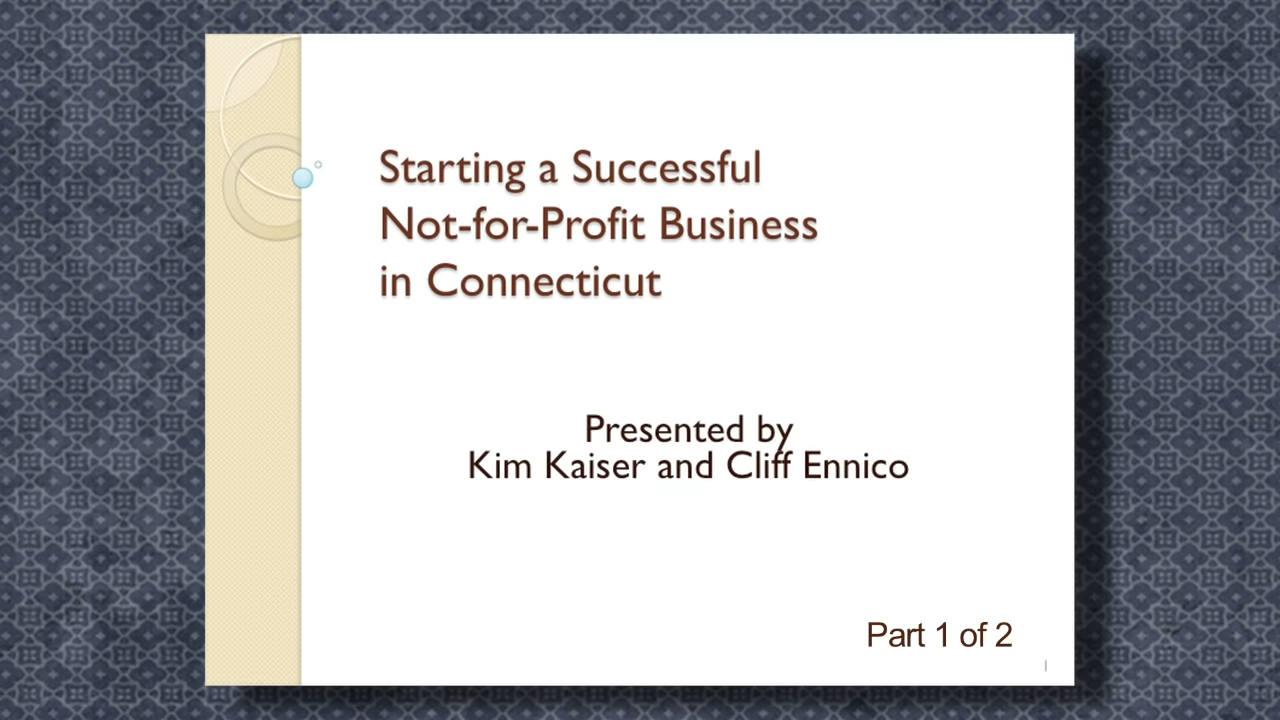 Starting a Successful
Not-for-Profit Business
in Connecticut
Presented by
Kim Kaiser and Cliff Ennico
Part 1 of 2
1